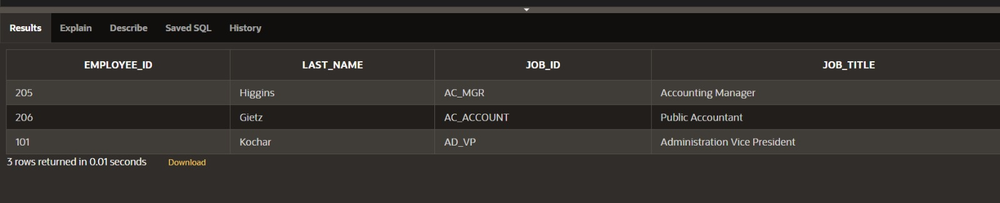 Results Explain Describe Saved SQL History
EMPLOYEE_ID LAST_NAME JOB_ID JOB_TITLE
205 Higgins AC_MGR Accounting Manager
206 Gietz AC_ACCOUNT Public Accountant
101 Kochar AD_VP Administration Vice President
3 rows returned in 0.01 seconds Download